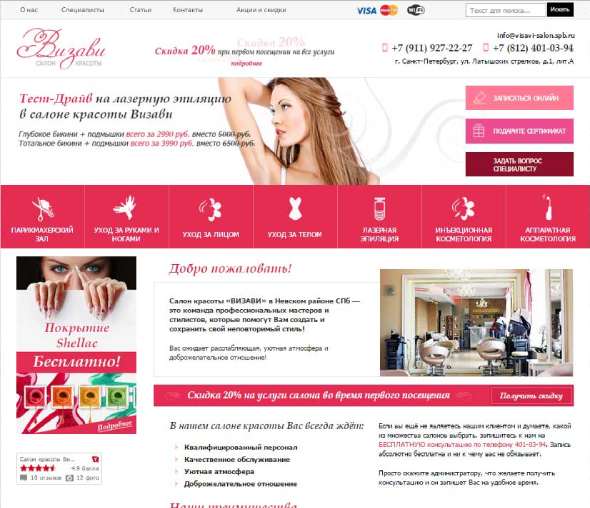 О нас
Специалисты
Статьи
Контакты
Акции и скидки
VISA MasterCard Wi Fi
Текст для поиска...
Искать
Визави
САЛОН КРАСОТЫ
Скидка 20%
Скидка 20% при первом посещении на все услуги
подробнее
info@visavi-salon.spb.ru
+7 (911) 927-22-27
+7 (812) 401-03-94
г. Санкт-Петербург, ул. Латышских стрелков, д.1, лит.А
Тест-Драйв на лазерную эпиляцию
в салоне красоты Визави
Глубокое бикини + подмышки всего за 2990 руб. вместо 5000 руб.
Тотальное бикини + подмышки всего за 3990 руб. вместо 6500 руб.
ЗАПИСАТЬСЯ ОНЛАЙН
ПОДАРИТЕ СЕРТИФИКАТ
ЗАДАТЬ ВОПРОС
СПЕЦИАЛИСТУ
ПАРИКМАХЕРСКИЙ
ЗАЛ
УХОД ЗА РУКАМИ И
НОГАМИ
УХОД ЗА ЛИЦОМ
УХОД ЗА ТЕЛОМ
ЛАЗЕРНАЯ
ЭПИЛЯЦИЯ
ИНЪЕКЦИОННАЯ
КОСМЕТОЛОГИЯ
АППАРАТНАЯ
КОСМЕТОЛОГИЯ
Покрытие
Shellac
Бесплатно!
Подробнее
Салон красоты Ви...
4.9 балла
10 отзывов
12 фото
Добро пожаловать!
Салон красоты «ВИЗАВИ» в Невском районе СПб —
это команда профессиональных мастеров и
стилистов, которые помогут Вам создать и
сохранить свой неповторимый стиль!
Вас ожидает расслабляющая, уютная атмосфера и
доброжелательное отношение!
Скидка 20% на услуги салона во время первого посещения
Получить скидку
В нашем салоне красоты Вас всегда ждёт:
Квалифицированный персонал
Качественное обслуживание
Уютная атмосфера
Доброжелательное отношение
Если вы ещё не являетесь нашим клиентом и думаете, какой
из множества салонов выбрать, запишитесь к нам на
БЕСПЛАТНУЮ консультацию по телефону 401-03-94. Запись
абсолютно бесплатна и ни к чему вас не обязывает.
Просто скажите администратору, что желаете получить
консультацию и он запишет Вас на удобное время.
Наши преимущества